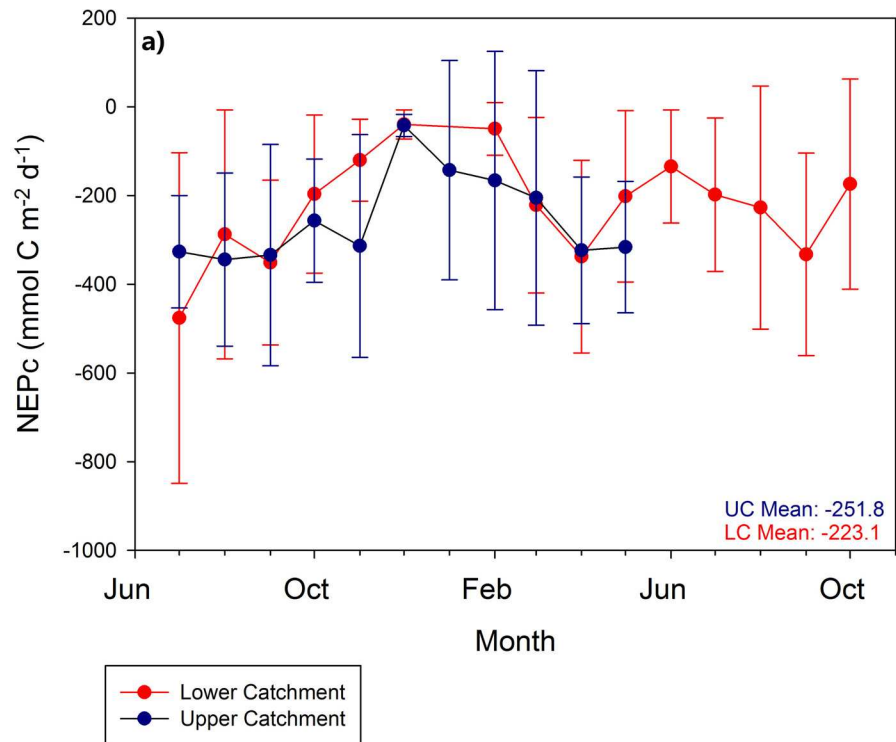 a)
200
0
-200
-400
-600
-800
-1000
NEPc (mmol C m⁻² d⁻¹)
UC Mean: -251.8
LC Mean: -223.1
Jun Oct Feb Jun Oct
Month
Lower Catchment
Upper Catchment